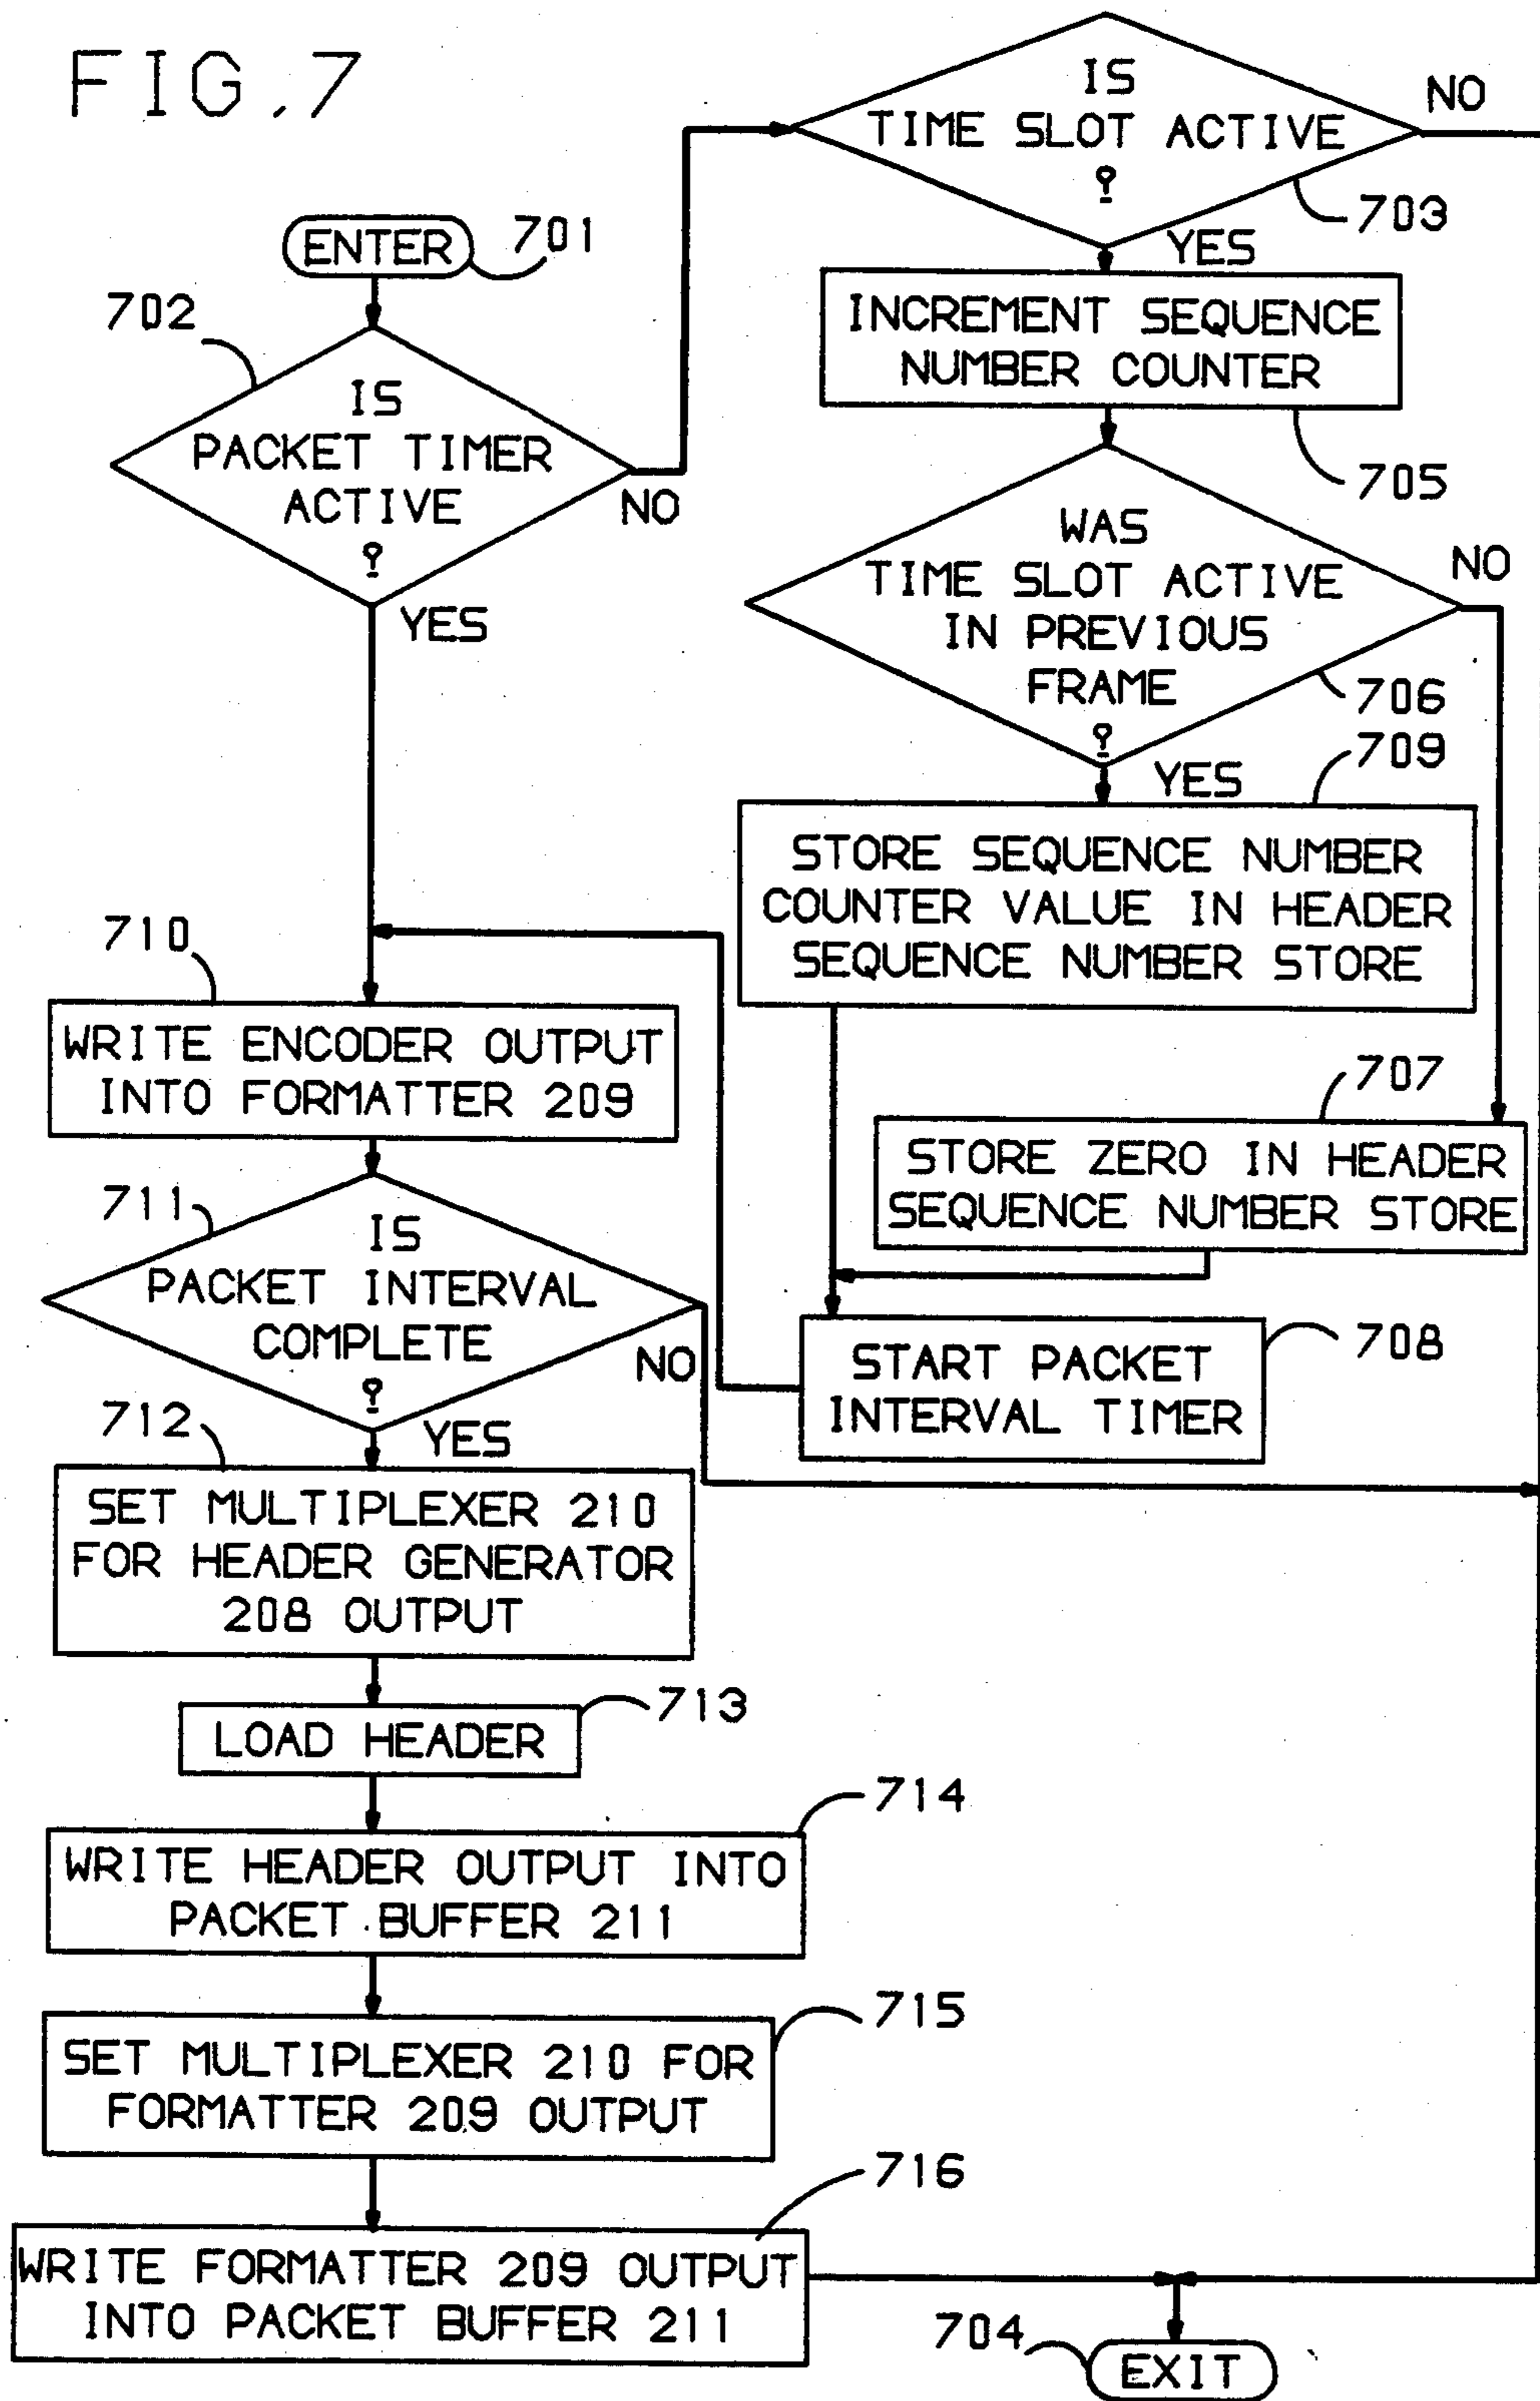 FIG.7
ENTER
701
702
IS
PACKET TIMER
ACTIVE
?
NO
YES
IS
TIME SLOT ACTIVE
?
NO
703
YES
INCREMENT SEQUENCE
NUMBER COUNTER
705
WAS
TIME SLOT ACTIVE
IN PREVIOUS
FRAME
?
NO
706
YES
709
STORE SEQUENCE NUMBER
COUNTER VALUE IN HEADER
SEQUENCE NUMBER STORE
707
STORE ZERO IN HEADER
SEQUENCE NUMBER STORE
708
START PACKET
INTERVAL TIMER
710
WRITE ENCODER OUTPUT
INTO FORMATTER 209
711
IS
PACKET INTERVAL
COMPLETE
?
NO
YES
712
SET MULTIPLEXER 210
FOR HEADER GENERATOR
208 OUTPUT
713
LOAD HEADER
714
WRITE HEADER OUTPUT INTO
PACKET BUFFER 211
715
SET MULTIPLEXER 210 FOR
FORMATTER 209 OUTPUT
716
WRITE FORMATTER 209 OUTPUT
INTO PACKET BUFFER 211
704
EXIT